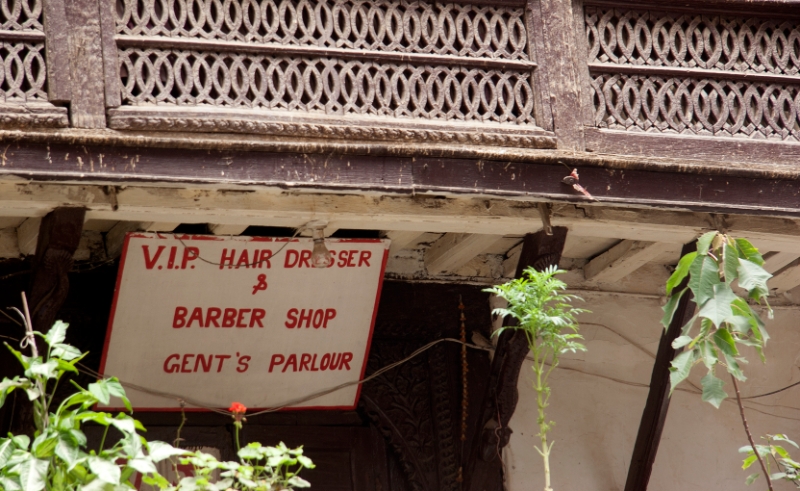 V.I.P. HAIR DRESSER
&
BARBER SHOP
GENT'S PARLOUR